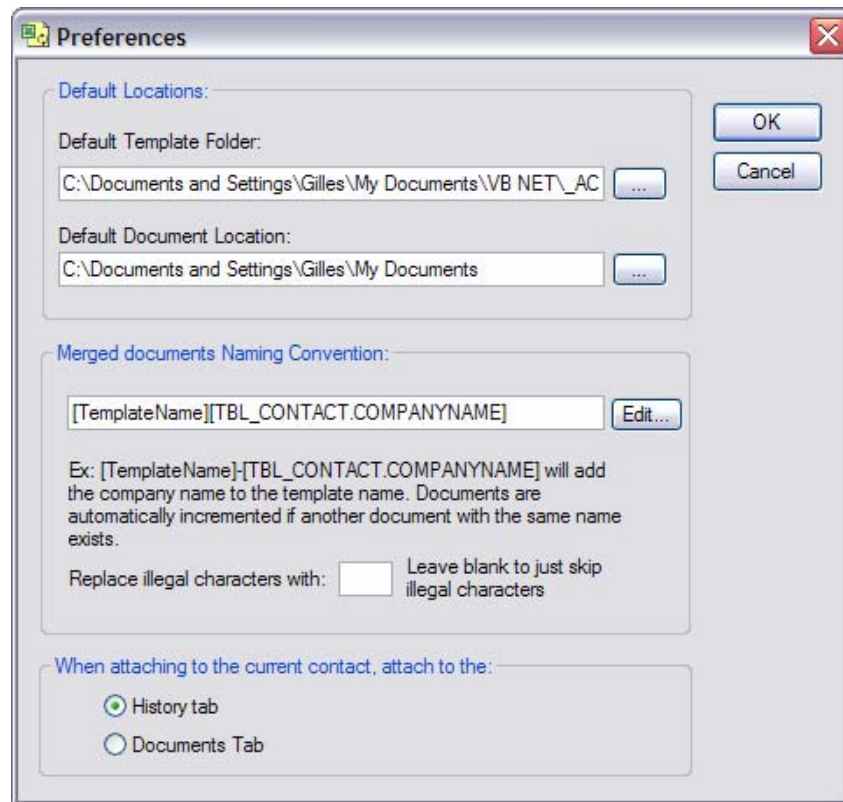 Preferences
Default Locations:
OK
Default Template Folder:
Cancel
C:\Documents and Settings\Gilles\My Documents\VB NET\_AC
...
Default Document Location:
C:\Documents and Settings\Gilles\My Documents
...
Merged documents Naming Convention:
[TemplateName][TBL_CONTACT.COMPANYNAME]
Edit...
Ex: [TemplateName]-[TBL_CONTACT.COMPANYNAME] will add
the company name to the template name. Documents are
automatically incremented if another document with the same name
exists.
Replace illegal characters with:
Leave blank to just skip
illegal characters
When attaching to the current contact, attach to the:
History tab
Documents Tab